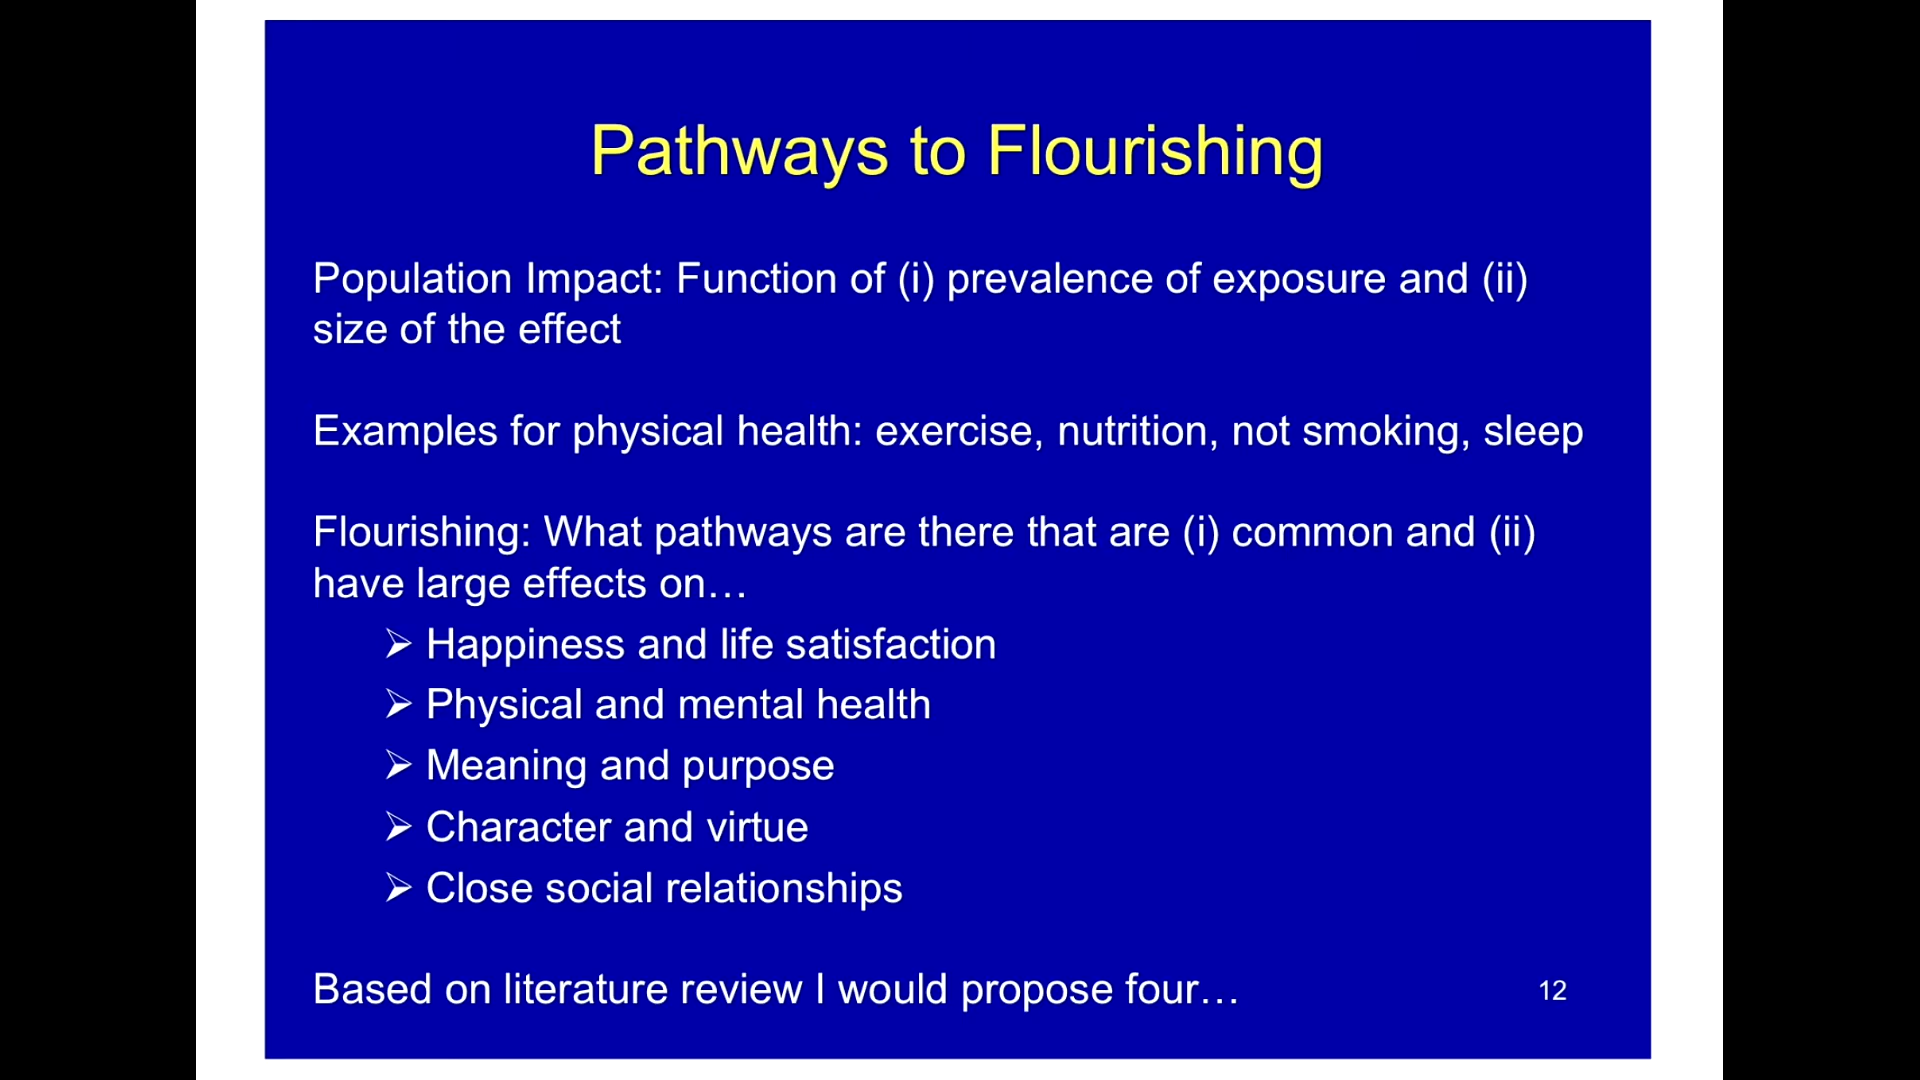 Pathways to Flourishing
Population Impact: Function of (i) prevalence of exposure and (ii)
size of the effect
Examples for physical health: exercise, nutrition, not smoking, sleep
Flourishing: What pathways are there that are (i) common and (ii)
have large effects on…
➢ Happiness and life satisfaction
➢ Physical and mental health
➢ Meaning and purpose
➢ Character and virtue
➢ Close social relationships
Based on literature review I would propose four…
12